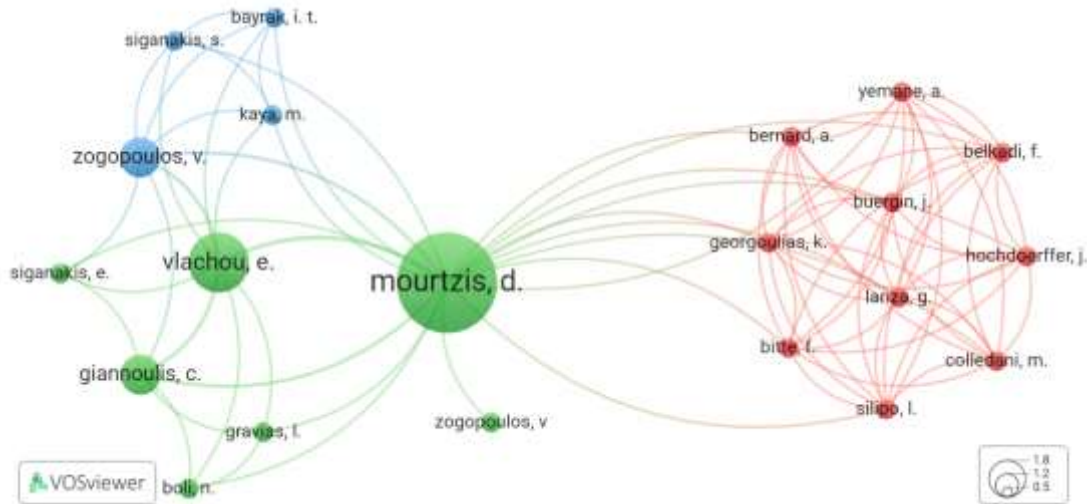 bayrak, i. t.
siganakis, s.
yemane, a.
kaya, m.
bernard, a.
zogopoulos, v.
belkadi, f.
buergin, j.
georgoulias, k.
hochdoerffer, j.
vlachou, e.
siganakis, e.
mourtzis, d.
lanza, g.
bitte, f.
colledani, m.
giannoulis, c.
silipo, l.
zogopoulos, v
gravias, l.
VOSviewer
boli, n.
1.8
1.2
0.5